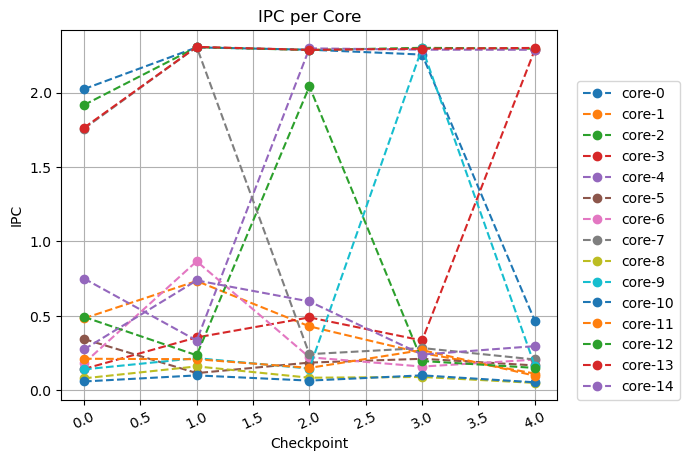 IPC per Core
IPC
2.0
1.5
1.0
0.5
0.0
0.0
0.5
1.0
1.5
2.0
2.5
3.0
3.5
4.0
Checkpoint
core-0
core-1
core-2
core-3
core-4
core-5
core-6
core-7
core-8
core-9
core-10
core-11
core-12
core-13
core-14